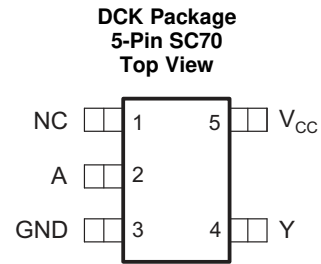 DCK Package
5-Pin SC70
Top View
NC 1 5 VCC
A 2
GND 3 4 Y